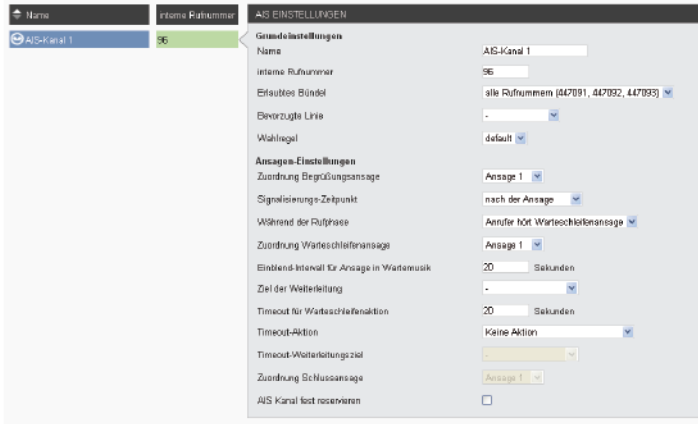 Name interne Rufnummer
AIS-Kanal 1 96
AIS EINSTELLUNGEN
Grundeinstellungen
Name AIS-Kanal 1
interne Rufnummer 96
Erlaubtes Bündel alle Rufnummern (447091, 447092, 447093)
Bevorzugte Linie -
Wahlregel default
Ansagen-Einstellungen
Zuordnung Begrüßungsansage Ansage 1
Signalisierungs-Zeitpunkt nach der Ansage
Während der Rufphase Anrufer hört Warteschleifenansage
Zuordnung Warteschleifenansage Ansage 1
Einblend-Intervall für Ansage in Wartemusik 20 Sekunden
Ziel der Weiterleitung -
Timeout für Warteschleifenaktion 20 Sekunden
Timeout-Aktion Keine Aktion
Timeout-Weiterleitungsziel -
Zuordnung Schlussansage Ansage 1
AIS Kanal fest reservieren